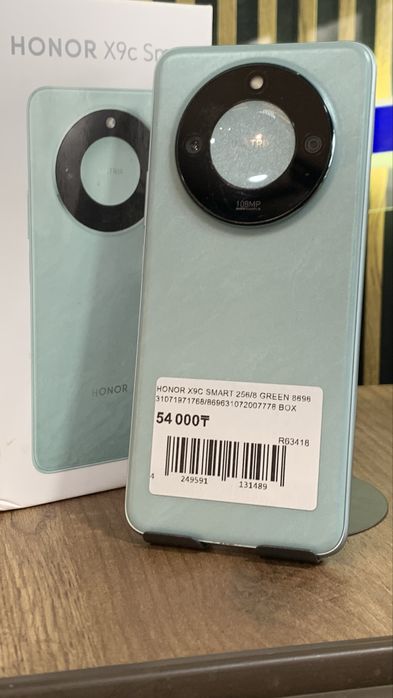 HONOR X9c Sm
HONOR
108MP
HONOR X9C SMART 256/8 GREEN 8696
31071971768/869631072007778 BOX
54 000₸
R63418
4 249591 131489